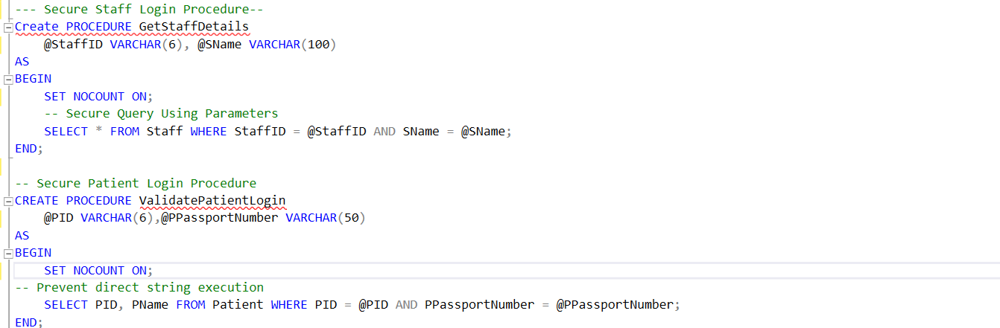 --- Secure Staff Login Procedure--
Create PROCEDURE GetStaffDetails
    @StaffID VARCHAR(6), @SName VARCHAR(100)
AS
BEGIN
    SET NOCOUNT ON;
    -- Secure Query Using Parameters
    SELECT * FROM Staff WHERE StaffID = @StaffID AND SName = @SName;
END;

-- Secure Patient Login Procedure
CREATE PROCEDURE ValidatePatientLogin
    @PID VARCHAR(6),@PPassportNumber VARCHAR(50)
AS
BEGIN
    SET NOCOUNT ON;
-- Prevent direct string execution
    SELECT PID, PName FROM Patient WHERE PID = @PID AND PPassportNumber = @PPassportNumber;
END;